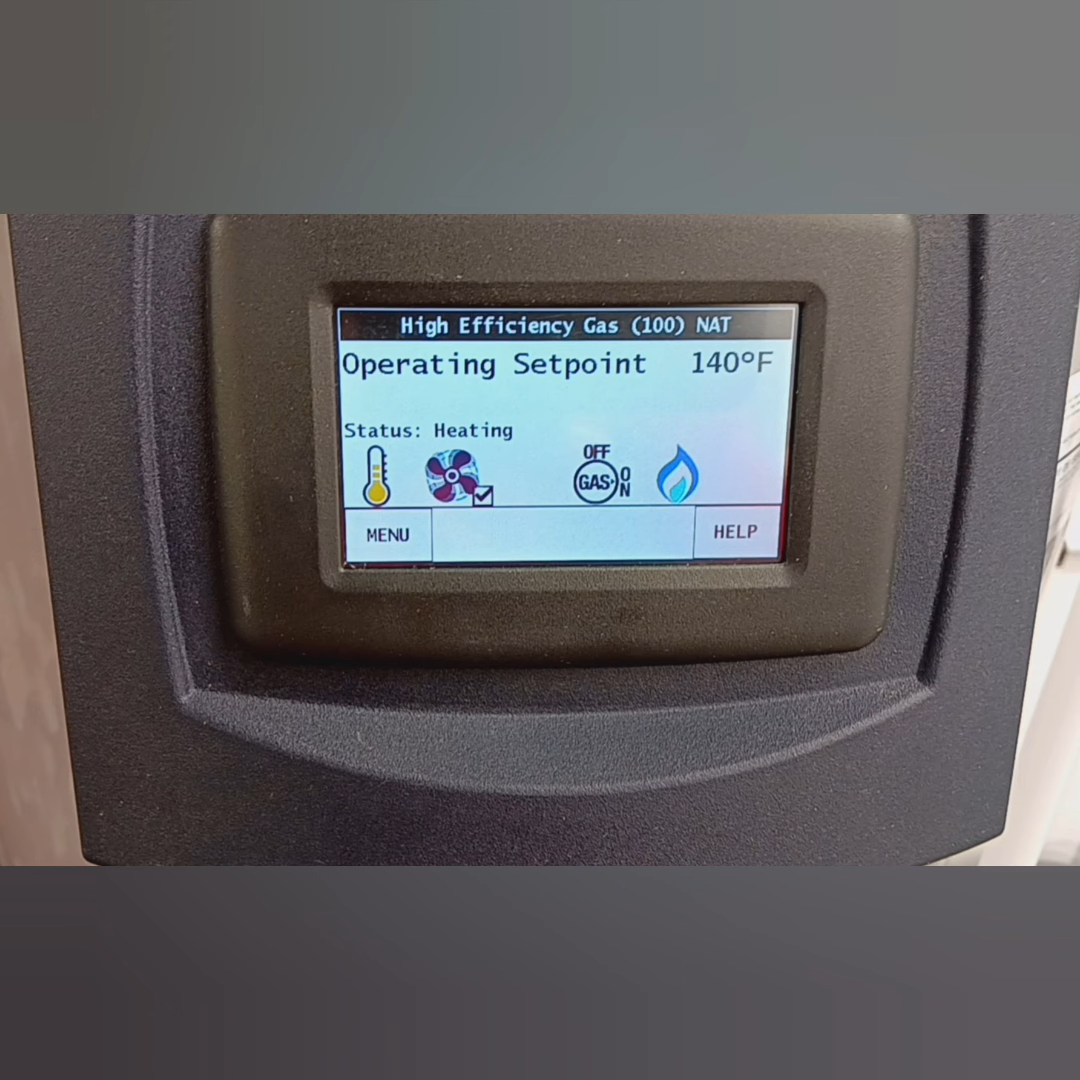 High Efficiency Gas (100) NAT
Operating Setpoint 140°F
Status: Heating
OFF
GAS
ON
MENU
HELP